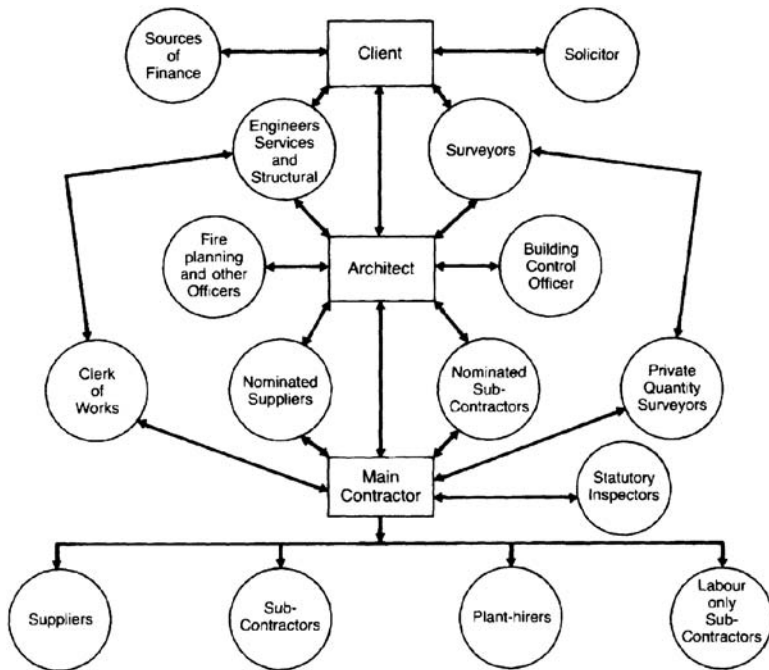 Sources
of
Finance
Client
Solicitor
Engineers
Services
and
Structural
Surveyors
Fire
planning
and other
Officers
Architect
Building
Control
Officer
Clerk
of
Works
Nominated
Suppliers
Nominated
Sub-
Contractors
Private
Quantity
Surveyors
Main
Contractor
Statutory
Inspectors
Suppliers
Sub-
Contractors
Plant-hirers
Labour
only
Sub-
Contractors